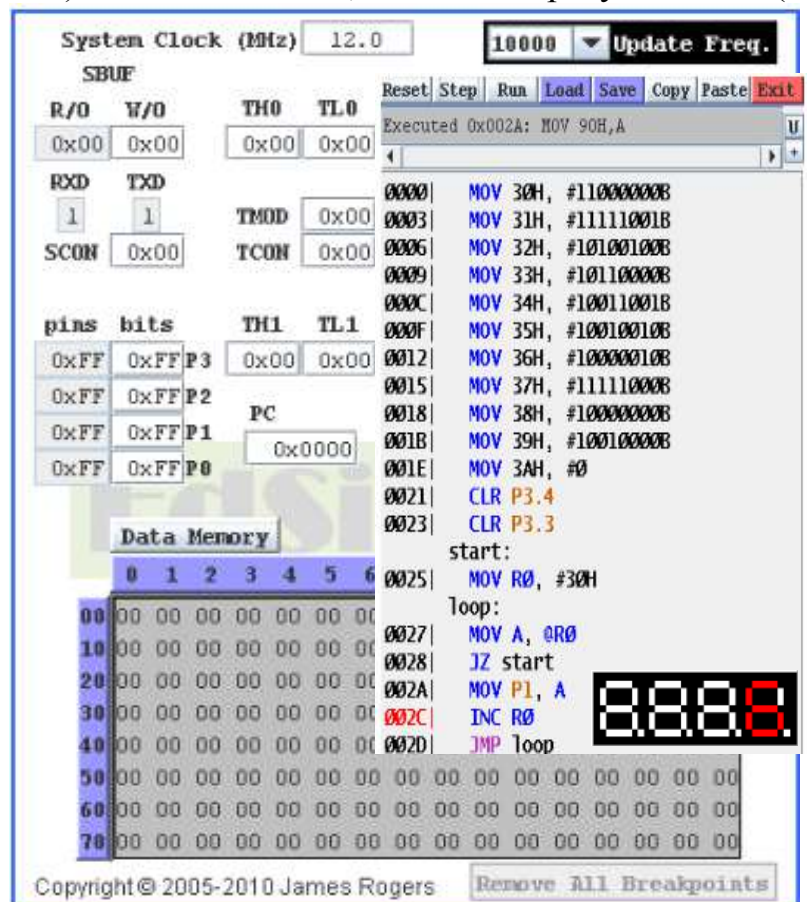 System Clock (MHz) 12.0
10000 Update Freq.
SBUF
R/O W/O TH0 TL0
0x00 0x00 0x00 0x00
RXD TXD
1 1 TMOD 0x00
SCON 0x00 TCON 0x00
pins bits TH1 TL1
0xFF 0xFF P3 0x00 0x00
0xFF 0xFF P2
PC
0xFF 0xFF P1 0x0000
0xFF 0xFF P0
Reset Step Run Load Save Copy Paste Exit
Executed 0x002A: MOV 90H,A U
+
0000| MOV 30H, #11000000B
0003| MOV 31H, #11111001B
0006| MOV 32H, #10100100B
0009| MOV 33H, #10110000B
000C| MOV 34H, #10011001B
000F| MOV 35H, #10010010B
0012| MOV 36H, #10000010B
0015| MOV 37H, #11111000B
0018| MOV 38H, #10000000B
001B| MOV 39H, #10010000B
001E| MOV 3AH, #0
0021| CLR P3.4
0023| CLR P3.3
start:
0025| MOV R0, #30H
loop:
0027| MOV A, @R0
0028| JZ start
002A| MOV P1, A
002C| INC R0
002D| JMP loop
8.8.8.8.
EdSi
Data Memory
0 1 2 3 4 5 6
00 00 00 00 00 00 00 00
10 00 00 00 00 00 00 00
20 00 00 00 00 00 00 00
30 00 00 00 00 00 00 00
40 00 00 00 00 00 00 00
50 00 00 00 00 00 00 00 00 00 00 00 00 00 00 00 00
60 00 00 00 00 00 00 00 00 00 00 00 00 00 00 00 00
70 00 00 00 00 00 00 00 00 00 00 00 00 00 00 00 00
Copyright © 2005-2010 James Rogers Remove All Breakpoints